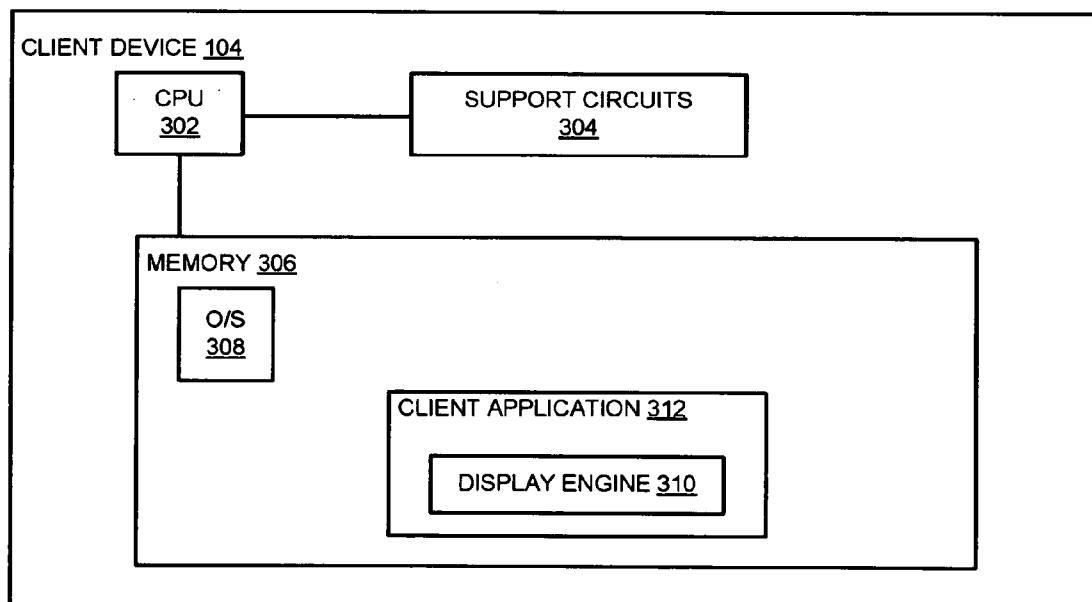 CLIENT DEVICE 104
CPU
302
SUPPORT CIRCUITS
304
MEMORY 306
O/S
308
CLIENT APPLICATION 312
DISPLAY ENGINE 310